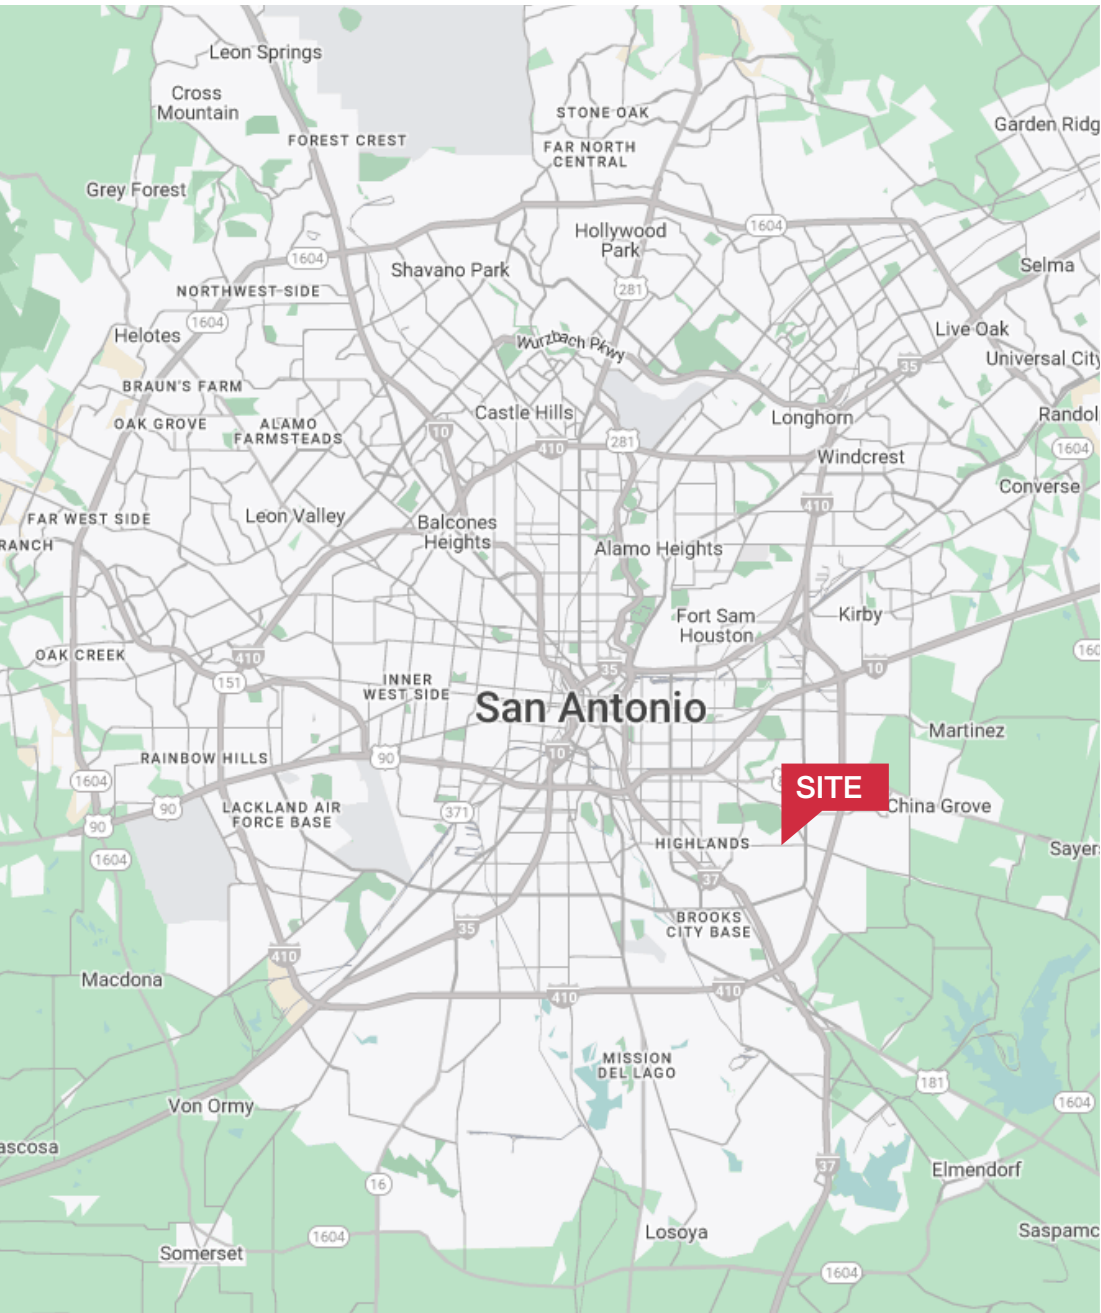 Leon Springs
Cross
Mountain
STONE OAK
Garden Ridg
FOREST CREST
FAR NORTH
CENTRAL
Grey Forest
1604
Hollywood
Park
1604
Shavano Park
Selma
281
NORTHWEST SIDE
1604
Helotes
Live Oak
Wurzbach Pkwy
Universal City
35
BRAUN'S FARM
Castle Hills
Longhorn
Randol
OAK GROVE
ALAMO
FARMSTEADS
10
410
281
1604
Windcrest
Converse
410
FAR WEST SIDE
Leon Valley
Balcones
Heights
RANCH
Alamo Heights
Fort Sam
Houston
Kirby
OAK CREEK
410
35
10
160
151
INNER
WEST SIDE
San Antonio
Martinez
RAINBOW HILLS
90
10
1604
SITE
90
LACKLAND AIR
FORCE BASE
371
China Grove
90
HIGHLANDS
Sayers
1604
37
BROOKS
CITY BASE
35
410
Macdona
410
410
MISSION
DEL LAGO
181
1604
Von Ormy
ascosa
37
Elmendorf
16
1604
Losoya
Saspamc
Somerset
1604